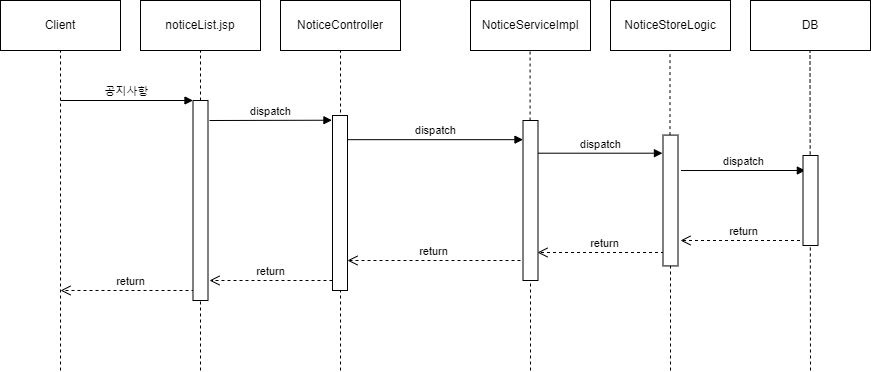 Client
noticeList.jsp
NoticeController
NoticeServiceImpl
NoticeStoreLogic
DB
공지사항
dispatch
dispatch
dispatch
dispatch
return
return
return
return
return